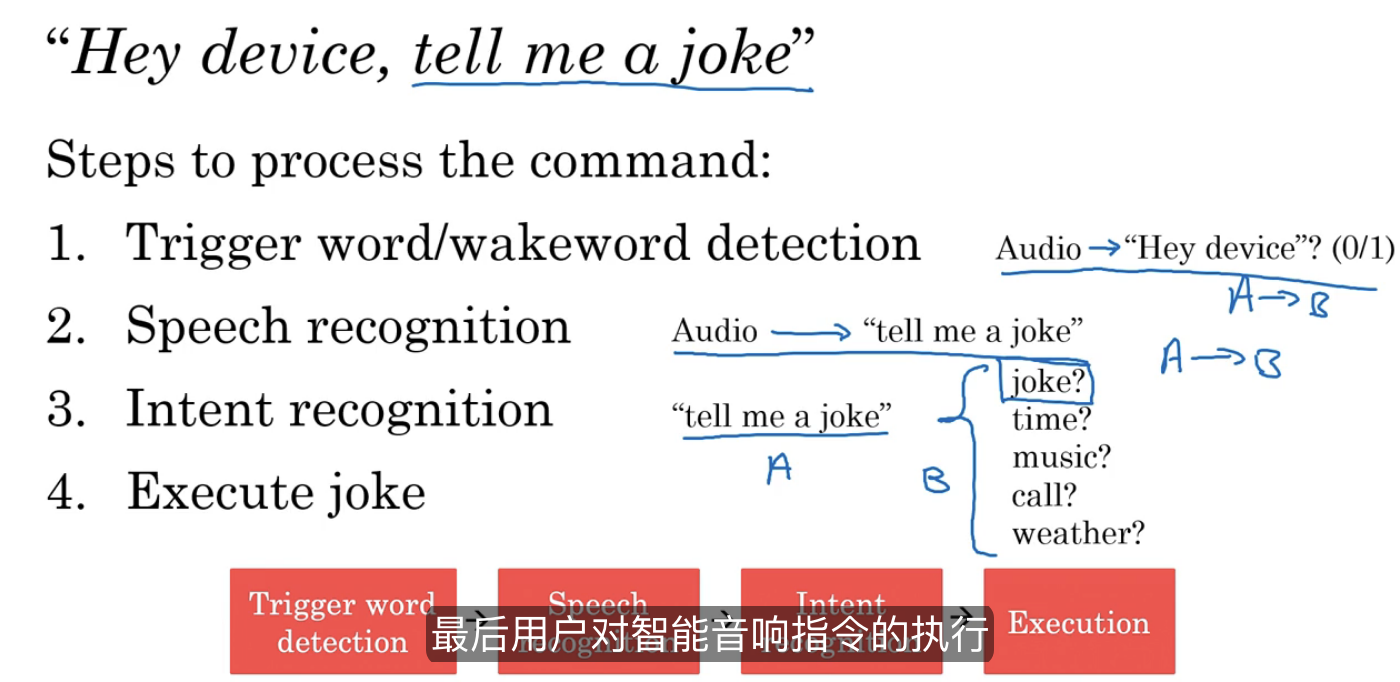 “Hey device, tell me a joke”
Steps to process the command:
1. Trigger word/wakeword detection
Audio → “Hey device”? (0/1)
A → B
2. Speech recognition
Audio → “tell me a joke”
A → B
3. Intent recognition
“tell me a joke”
A
B
joke?
time?
music?
call?
weather?
4. Execute joke
Trigger word
detection
→
Speech
recognition
→
Intent
recognition
→
Execution
最后用户对智能音响指令的执行